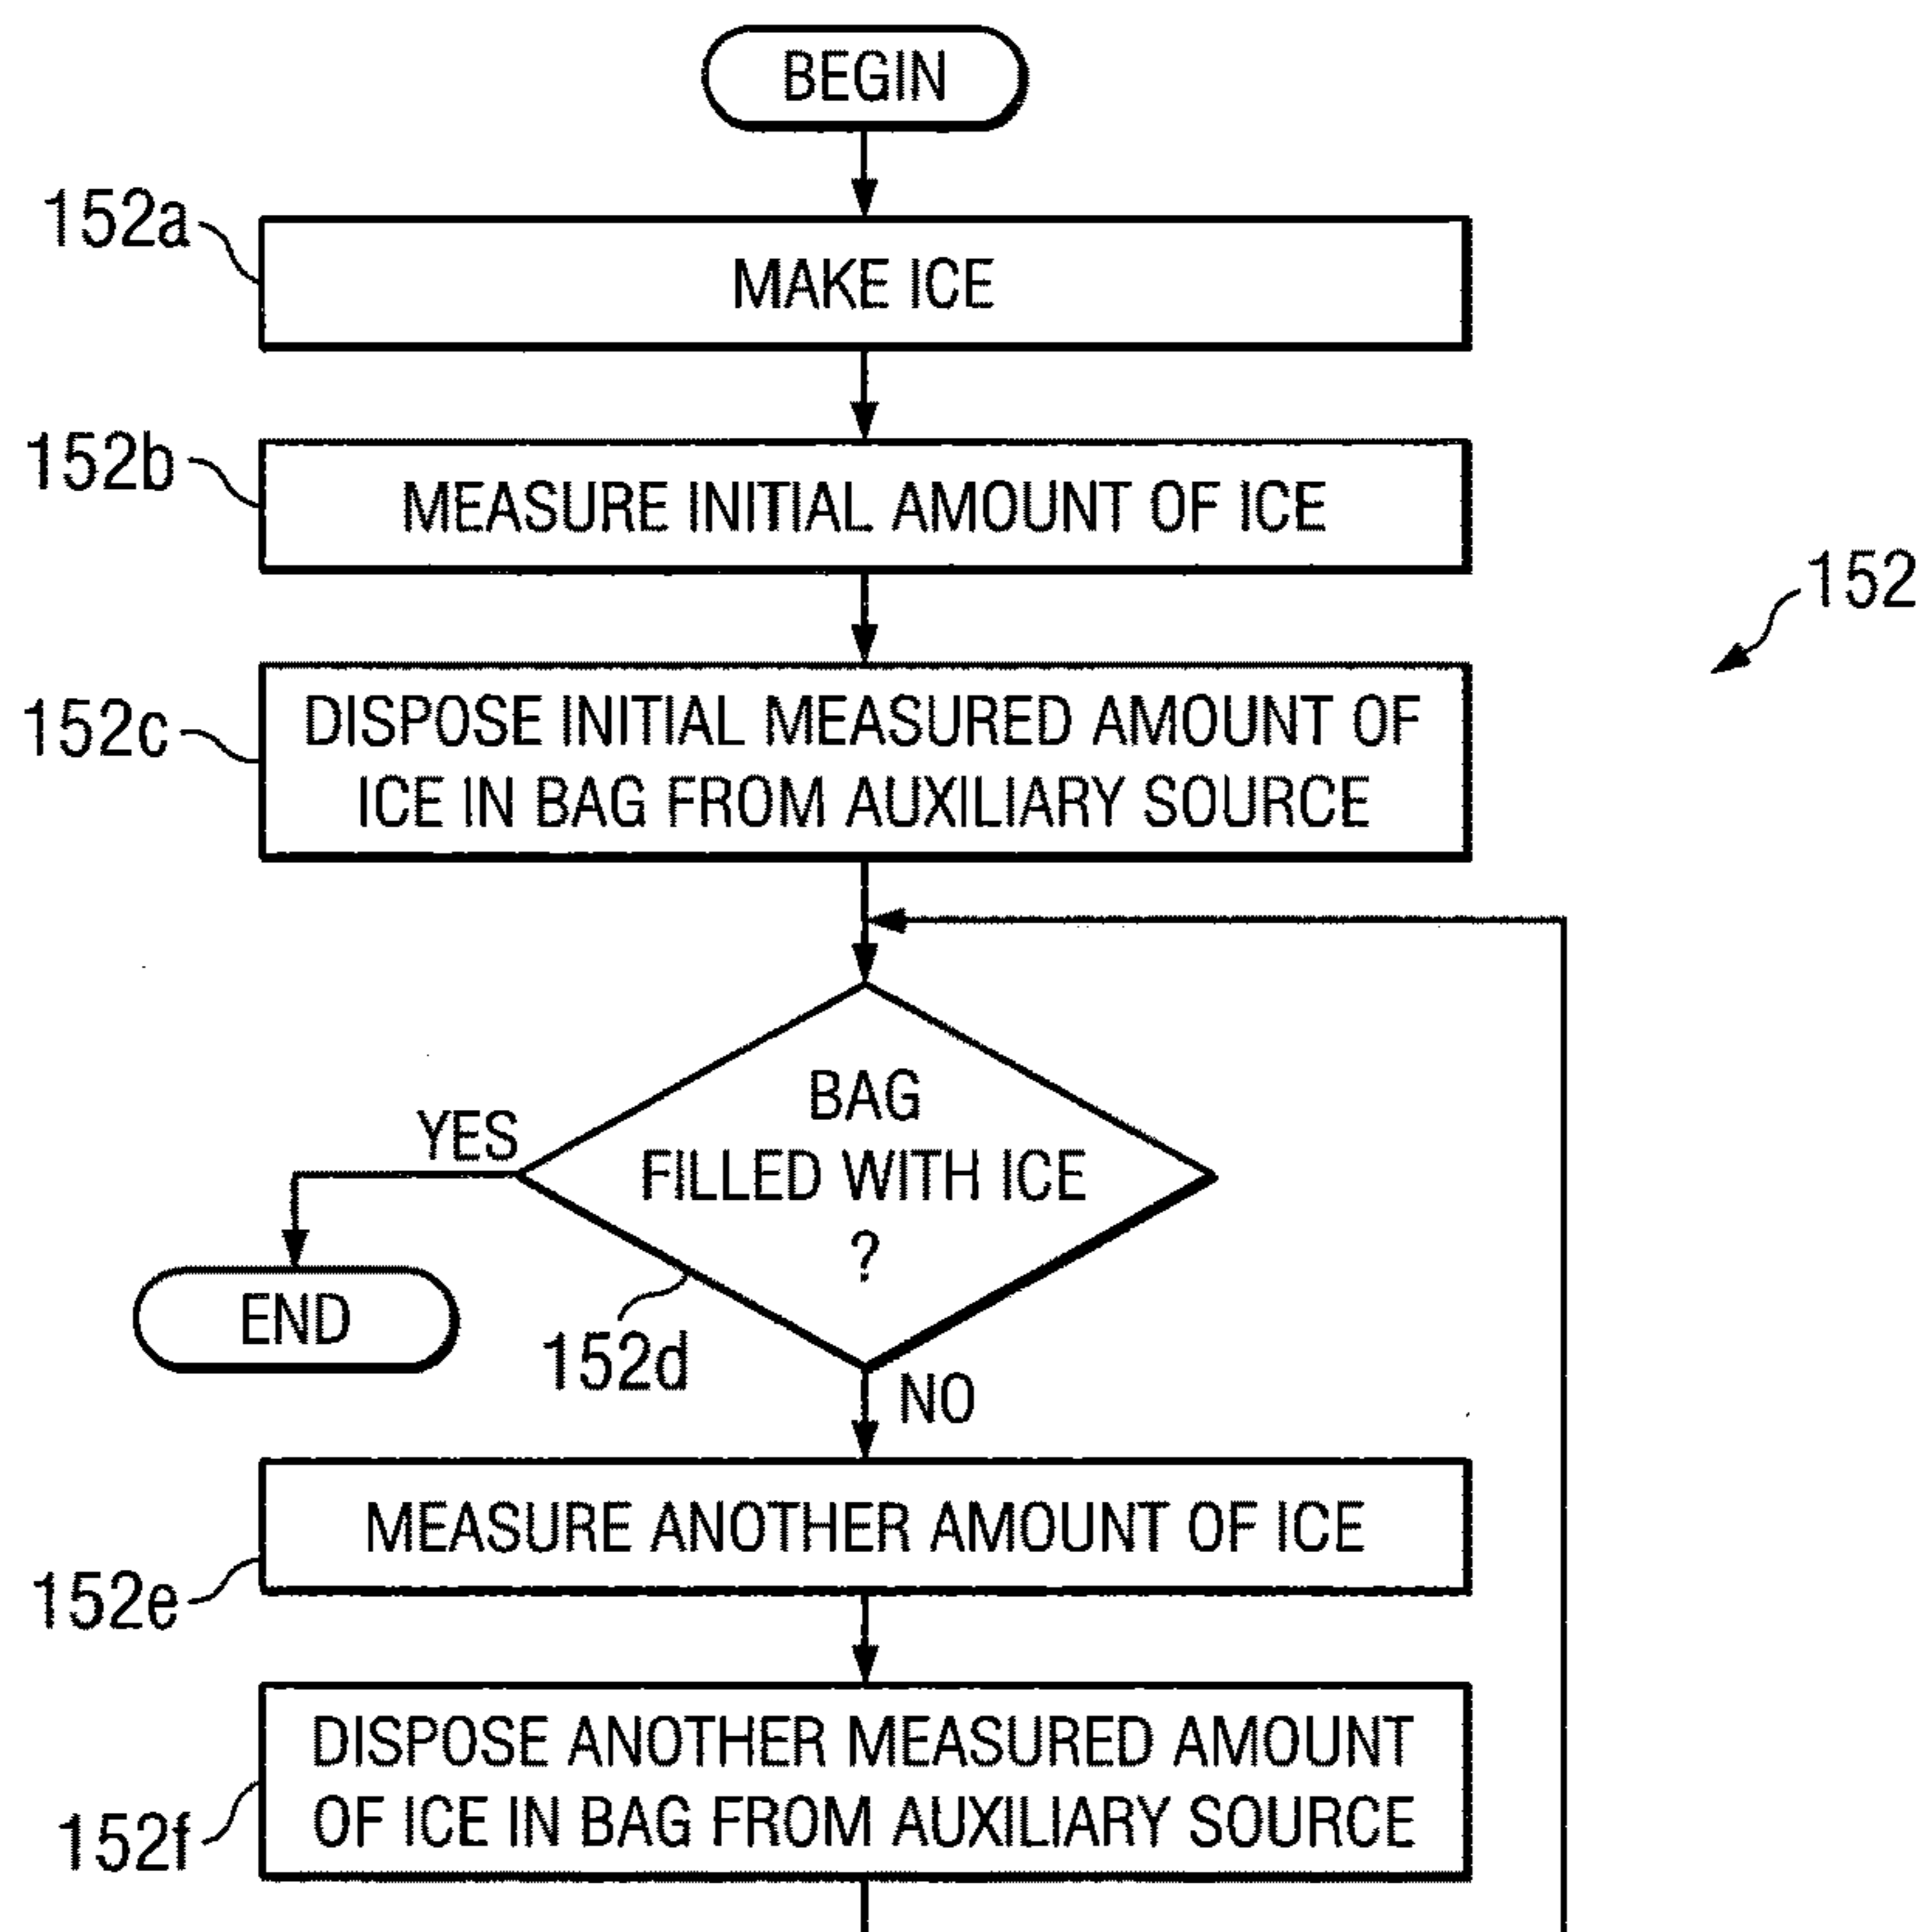 BEGIN
152a
MAKE ICE
152b
MEASURE INITIAL AMOUNT OF ICE
152
152c
DISPOSE INITIAL MEASURED AMOUNT OF
ICE IN BAG FROM AUXILIARY SOURCE
BAG
FILLED WITH ICE
?
YES
END
152d
NO
MEASURE ANOTHER AMOUNT OF ICE
152e
DISPOSE ANOTHER MEASURED AMOUNT
OF ICE IN BAG FROM AUXILIARY SOURCE
152f